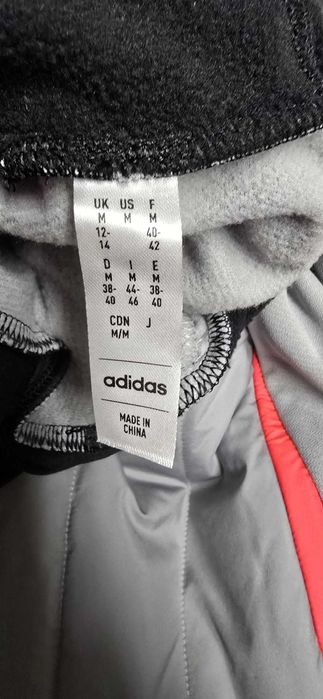 UK US F
M M M
12- 40-
14 42
D I E
M M M
38- 44- 38-
40 46 40
CDN J
M/M
adidas
MADE IN
CHINA